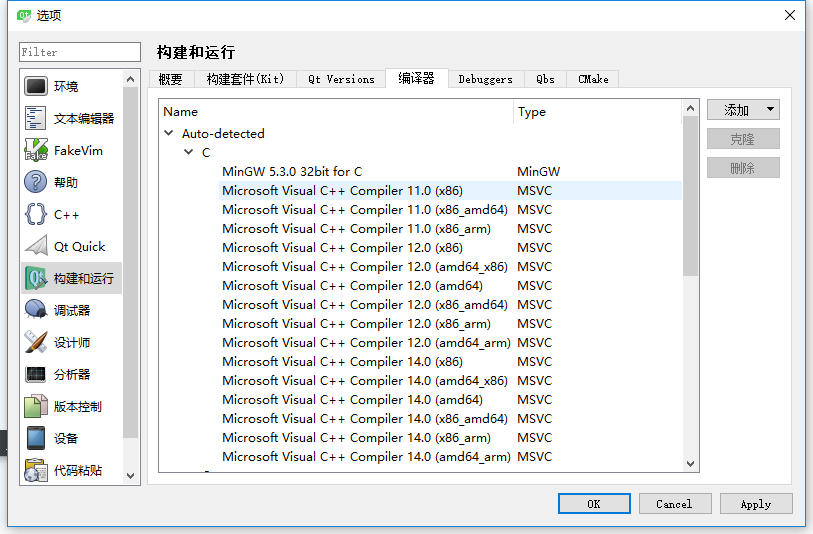 选项
Filter
环境
文本编辑器
FakeVim
帮助
C++
Qt Quick
构建和运行
调试器
设计师
分析器
版本控制
设备
代码粘贴
构建和运行
概要 构建套件(Kit) Qt Versions 编译器 Debuggers Qbs CMake
Name Type
Auto-detected
C
MinGW 5.3.0 32bit for C MinGW
Microsoft Visual C++ Compiler 11.0 (x86) MSVC
Microsoft Visual C++ Compiler 11.0 (x86_amd64) MSVC
Microsoft Visual C++ Compiler 11.0 (x86_arm) MSVC
Microsoft Visual C++ Compiler 12.0 (x86) MSVC
Microsoft Visual C++ Compiler 12.0 (amd64_x86) MSVC
Microsoft Visual C++ Compiler 12.0 (amd64) MSVC
Microsoft Visual C++ Compiler 12.0 (x86_amd64) MSVC
Microsoft Visual C++ Compiler 12.0 (x86_arm) MSVC
Microsoft Visual C++ Compiler 12.0 (amd64_arm) MSVC
Microsoft Visual C++ Compiler 14.0 (x86) MSVC
Microsoft Visual C++ Compiler 14.0 (amd64_x86) MSVC
Microsoft Visual C++ Compiler 14.0 (amd64) MSVC
Microsoft Visual C++ Compiler 14.0 (x86_amd64) MSVC
Microsoft Visual C++ Compiler 14.0 (x86_arm) MSVC
Microsoft Visual C++ Compiler 14.0 (amd64_arm) MSVC
添加
克隆
删除
OK Cancel Apply